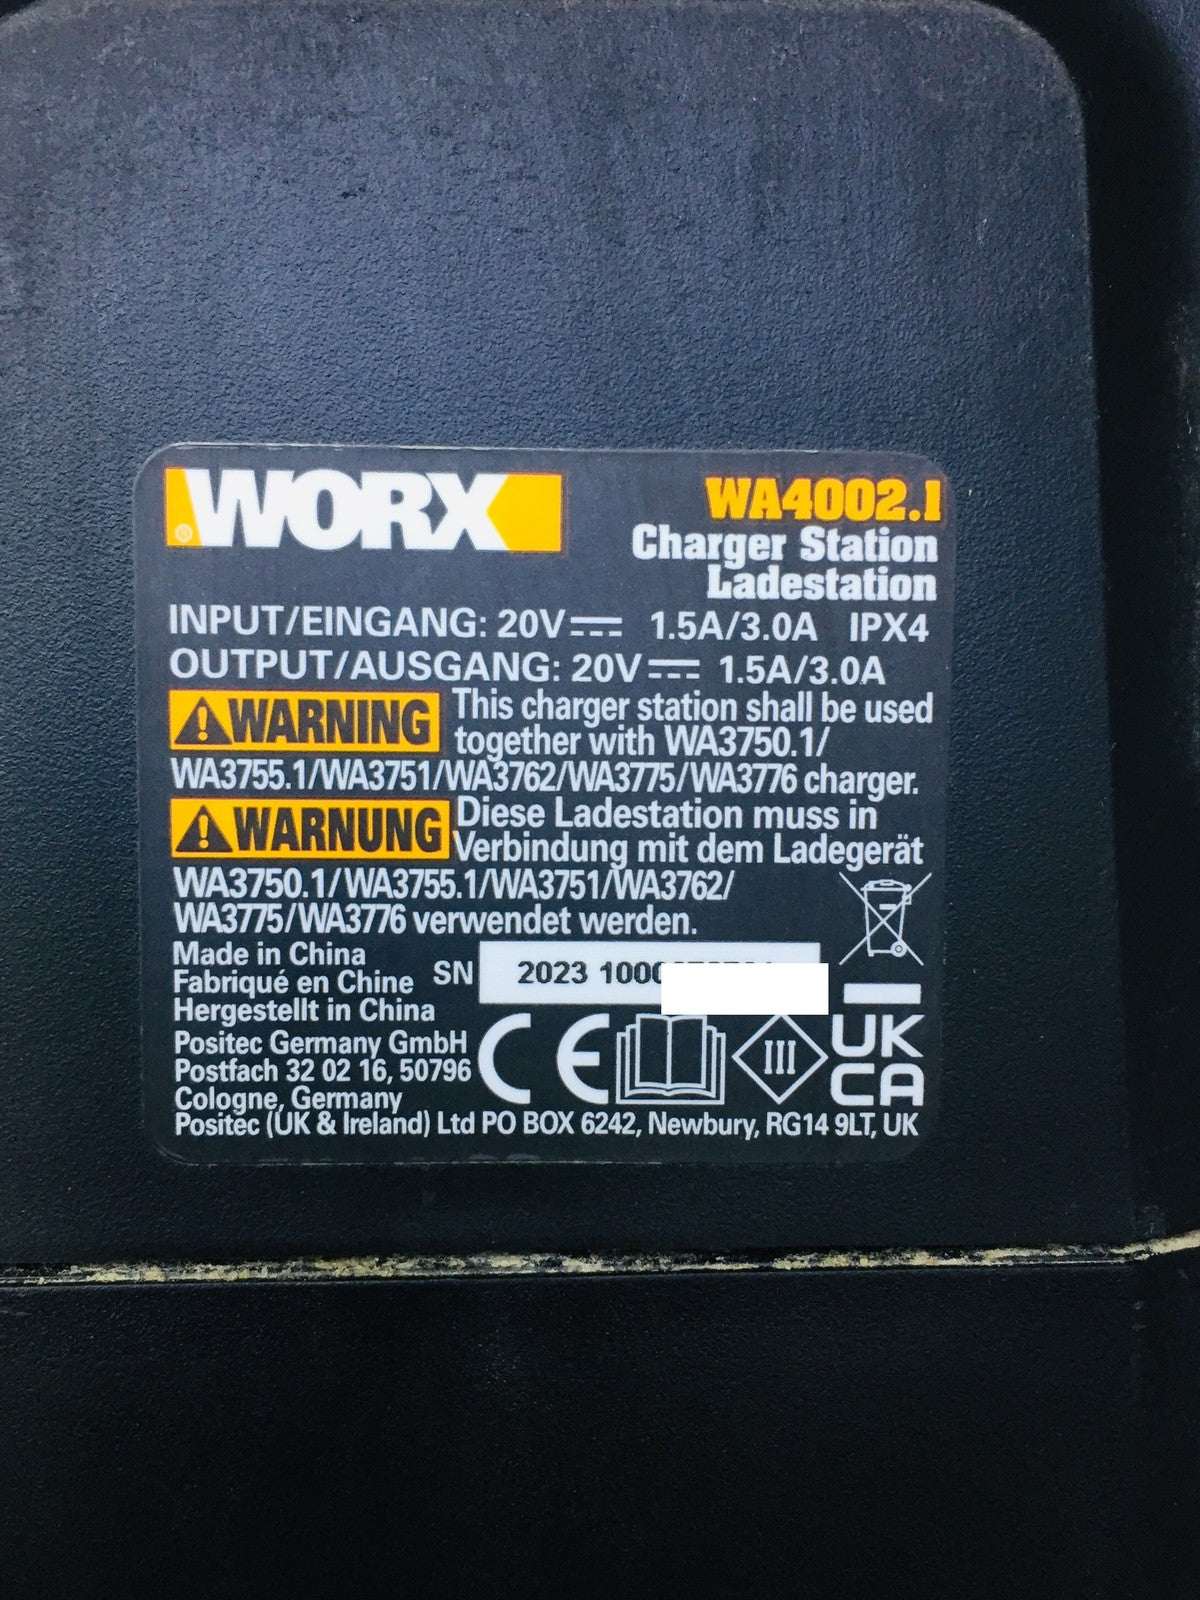 WORX
®
WA4002.1
Charger Station
Ladestation
INPUT/EINGANG: 20V 1.5A/3.0A IPX4
OUTPUT/AUSGANG: 20V 1.5A/3.0A
WARNING This charger station shall be used
together with WA3750.1/
WA3755.1/WA3751/WA3762/WA3775/WA3776 charger.
WARNUNG Diese Ladestation muss in
Verbindung mit dem Ladegerät
WA3750.1/WA3755.1/WA3751/WA3762/
WA3775/WA3776 verwendet werden.
Made in China
Fabriqué en Chine
Hergestellt in China
SN 2023
Positec Germany GmbH
Postfach 32 02 16, 50796
Cologne, Germany
CE
III
UK
CA
Positec (UK & Ireland) Ltd PO BOX 6242, Newbury, RG14 9LT, UK